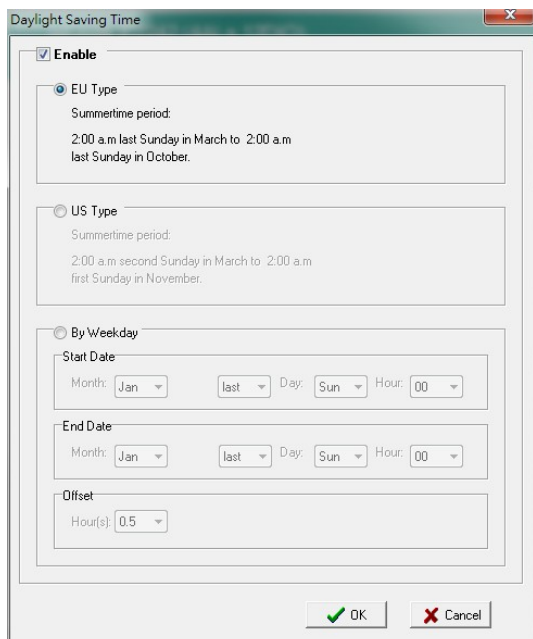 Daylight Saving Time
Enable
EU Type
Summertime period:
2:00 a.m last Sunday in March to 2:00 a.m
last Sunday in October.
US Type
Summertime period:
2:00 a.m second Sunday in March to 2:00 a.m
first Sunday in November.
By Weekday
Start Date
Month: Jan last Day: Sun Hour: 00
End Date
Month: Jan last Day: Sun Hour: 00
Offset
Hour(s): 0.5
OK Cancel